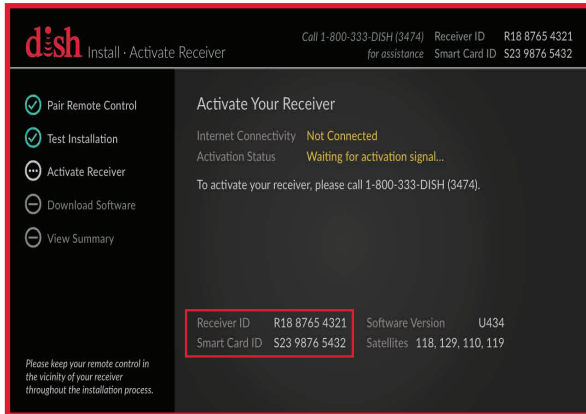 dish Install · Activate Receiver
Call 1-800-333-DISH (3474)
for assistance
Receiver ID R18 8765 4321
Smart Card ID S23 9876 5432
Pair Remote Control
Test Installation
Activate Receiver
Download Software
View Summary
Please keep your remote control in
the vicinity of your receiver
throughout the installation process.
Activate Your Receiver
Internet Connectivity Not Connected
Activation Status Waiting for activation signal...
To activate your receiver, please call 1-800-333-DISH (3474).
Receiver ID R18 8765 4321
Smart Card ID S23 9876 5432
Software Version U434
Satellites 118, 129, 110, 119